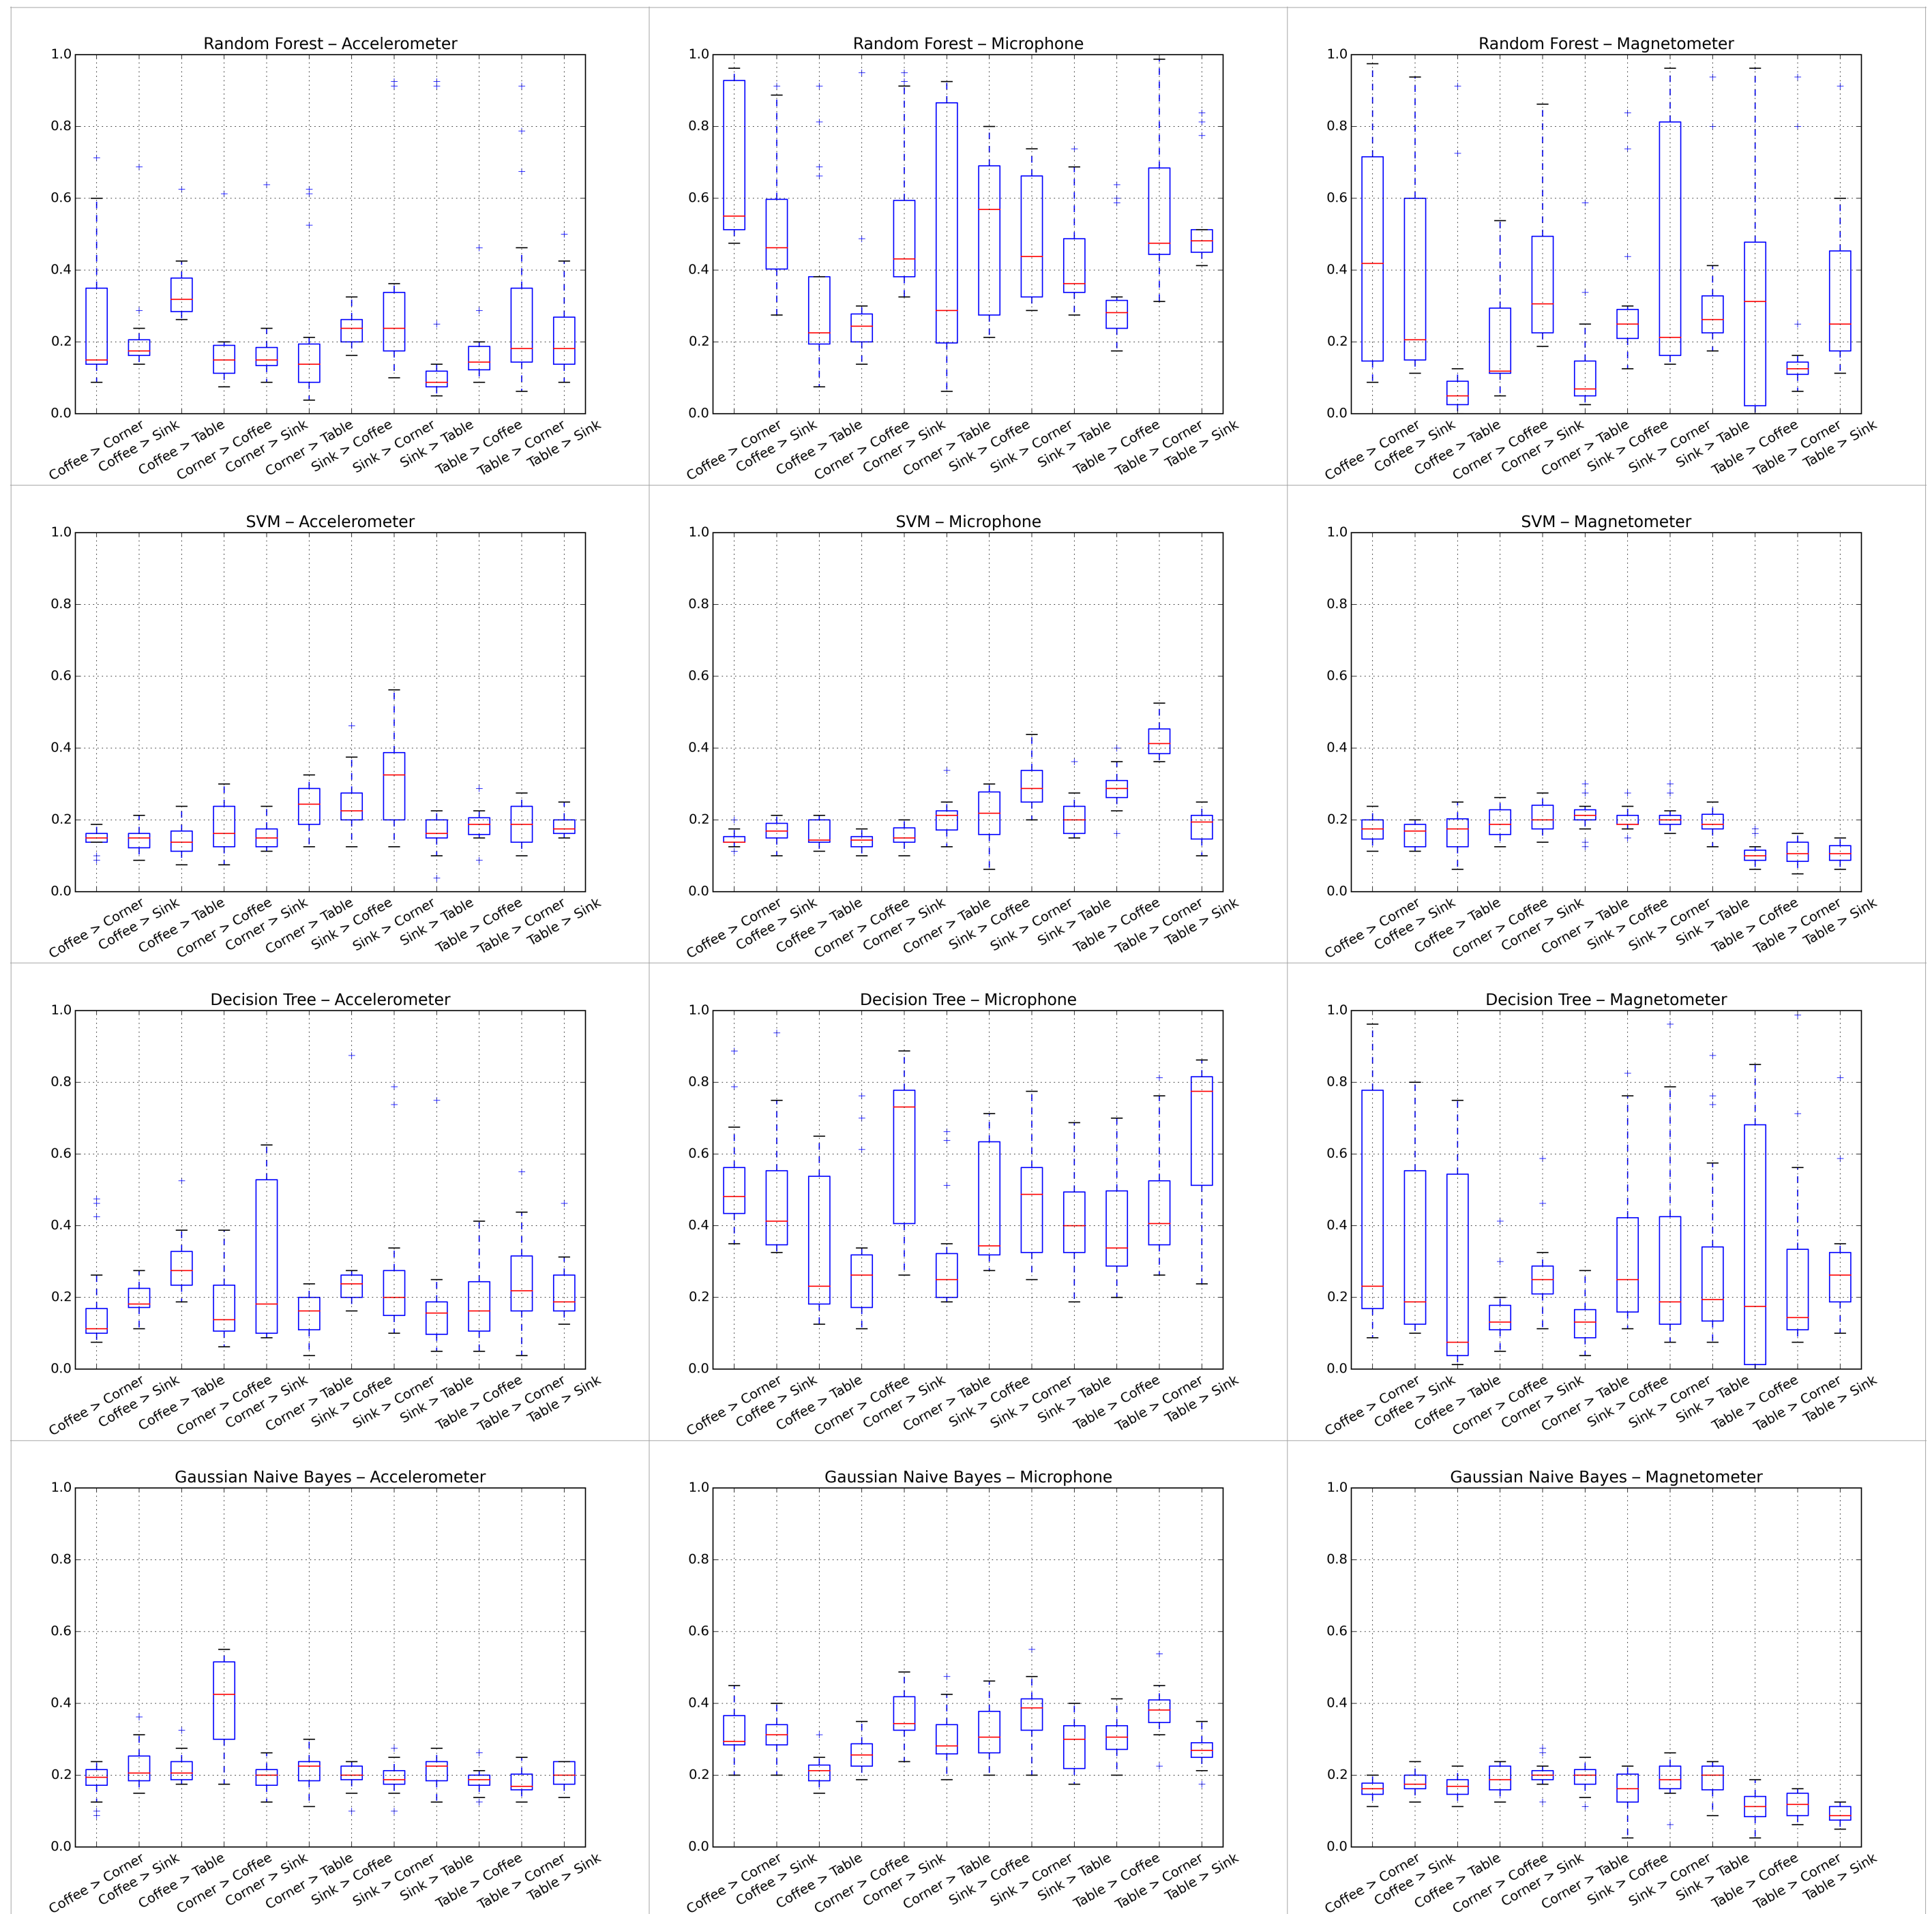 Random Forest – Accelerometer
1.0
0.8
0.6
0.4
0.2
0.0
Coffee > Corner
Coffee > Sink
Coffee > Table
Corner > Coffee
Corner > Sink
Corner > Table
Sink > Coffee
Sink > Corner
Sink > Table
Table > Coffee
Table > Corner
Table > Sink
Random Forest – Microphone
1.0
0.8
0.6
0.4
0.2
0.0
Coffee > Corner
Coffee > Sink
Coffee > Table
Corner > Coffee
Corner > Sink
Corner > Table
Sink > Coffee
Sink > Corner
Sink > Table
Table > Coffee
Table > Corner
Table > Sink
Random Forest – Magnetometer
1.0
0.8
0.6
0.4
0.2
0.0
Coffee > Corner
Coffee > Sink
Coffee > Table
Corner > Coffee
Corner > Sink
Corner > Table
Sink > Coffee
Sink > Corner
Sink > Table
Table > Coffee
Table > Corner
Table > Sink
SVM – Accelerometer
1.0
0.8
0.6
0.4
0.2
0.0
Coffee > Corner
Coffee > Sink
Coffee > Table
Corner > Coffee
Corner > Sink
Corner > Table
Sink > Coffee
Sink > Corner
Sink > Table
Table > Coffee
Table > Corner
Table > Sink
SVM – Microphone
1.0
0.8
0.6
0.4
0.2
0.0
Coffee > Corner
Coffee > Sink
Coffee > Table
Corner > Coffee
Corner > Sink
Corner > Table
Sink > Coffee
Sink > Corner
Sink > Table
Table > Coffee
Table > Corner
Table > Sink
SVM – Magnetometer
1.0
0.8
0.6
0.4
0.2
0.0
Coffee > Corner
Coffee > Sink
Coffee > Table
Corner > Coffee
Corner > Sink
Corner > Table
Sink > Coffee
Sink > Corner
Sink > Table
Table > Coffee
Table > Corner
Table > Sink
Decision Tree – Accelerometer
1.0
0.8
0.6
0.4
0.2
0.0
Coffee > Corner
Coffee > Sink
Coffee > Table
Corner > Coffee
Corner > Sink
Corner > Table
Sink > Coffee
Sink > Corner
Sink > Table
Table > Coffee
Table > Corner
Table > Sink
Decision Tree – Microphone
1.0
0.8
0.6
0.4
0.2
0.0
Coffee > Corner
Coffee > Sink
Coffee > Table
Corner > Coffee
Corner > Sink
Corner > Table
Sink > Coffee
Sink > Corner
Sink > Table
Table > Coffee
Table > Corner
Table > Sink
Decision Tree – Magnetometer
1.0
0.8
0.6
0.4
0.2
0.0
Coffee > Corner
Coffee > Sink
Coffee > Table
Corner > Coffee
Corner > Sink
Corner > Table
Sink > Coffee
Sink > Corner
Sink > Table
Table > Coffee
Table > Corner
Table > Sink
Gaussian Naive Bayes – Accelerometer
1.0
0.8
0.6
0.4
0.2
0.0
Coffee > Corner
Coffee > Sink
Coffee > Table
Corner > Coffee
Corner > Sink
Corner > Table
Sink > Coffee
Sink > Corner
Sink > Table
Table > Coffee
Table > Corner
Table > Sink
Gaussian Naive Bayes – Microphone
1.0
0.8
0.6
0.4
0.2
0.0
Coffee > Corner
Coffee > Sink
Coffee > Table
Corner > Coffee
Corner > Sink
Corner > Table
Sink > Coffee
Sink > Corner
Sink > Table
Table > Coffee
Table > Corner
Table > Sink
Gaussian Naive Bayes – Magnetometer
1.0
0.8
0.6
0.4
0.2
0.0
Coffee > Corner
Coffee > Sink
Coffee > Table
Corner > Coffee
Corner > Sink
Corner > Table
Sink > Coffee
Sink > Corner
Sink > Table
Table > Coffee
Table > Corner
Table > Sink